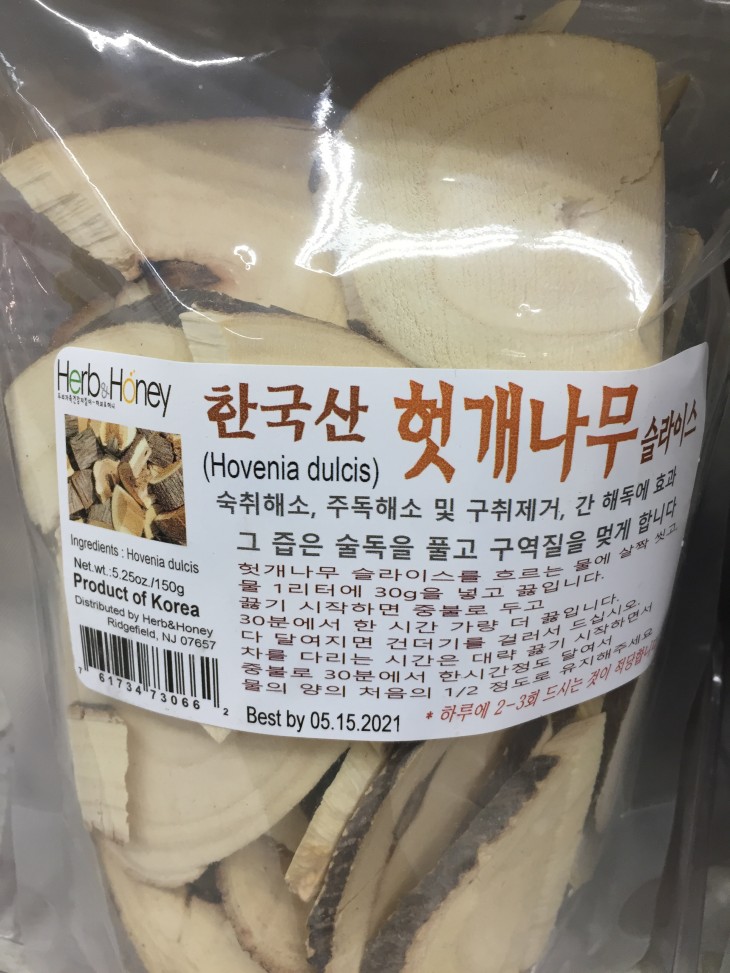 Herb&Honey
한국산 헛개나무 슬라이스
(Hovenia dulcis)
숙취해소, 주독해소 및 구취제거, 간 해독에 효과
그 즙은 술독을 풀고 구역질을 멎게 합니다
헛개나무 슬라이스를 흐르는 물에 살짝 씻고
물 1리터에 30g을 넣고 끓입니다.
끓기 시작하면 중불로 두고
30분에서 한 시간 가량 더 끓입니다.
다 달여지면 건더기를 걸러서 드십시오.
차를 다리는 시간은 대략 끓기 시작하면서
중불로 30분에서 한시간정도 달여서
물의 양의 처음의 1/2 정도로 유지해주세요
* 하루에 2-3회 드시는 것이 적당합니
Ingredients : Hovenia dulcis
Net.wt.:5.25oz./150g
Product of Korea
Distributed by Herb&Honey
Ridgefield, NJ 07657
7 61734 73066 2
Best by 05.15.2021